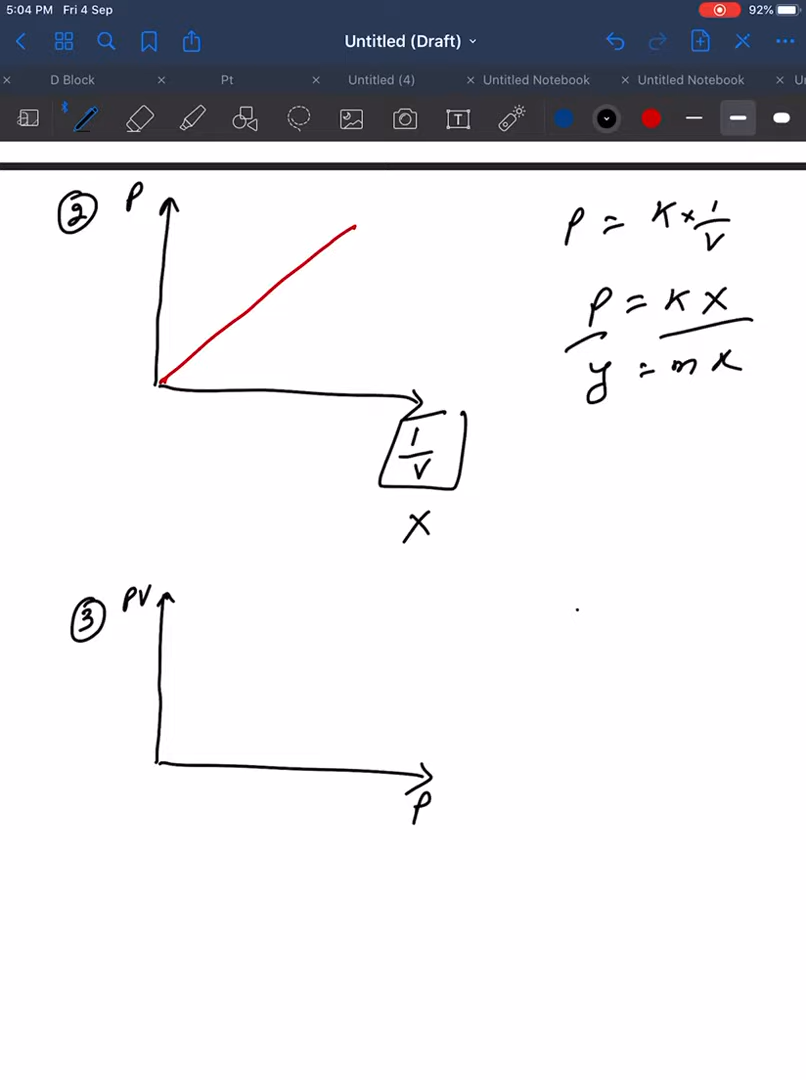 5:04 PM Fri 4 Sep 92%
Untitled (Draft)
D Block Pt Untitled (4) Untitled Notebook Untitled Notebook
T
2 P
P = K × 1/V
P = K X
y = m x
1/V
X
3 PV
P